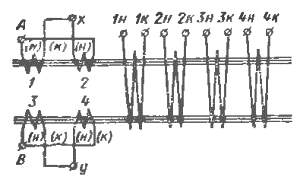 А x 1н 1к 2н 2к 3н 3к 4н 4к
(н) (к) (н)
1 2
3 4
(н) (к) (н) (к)
В y